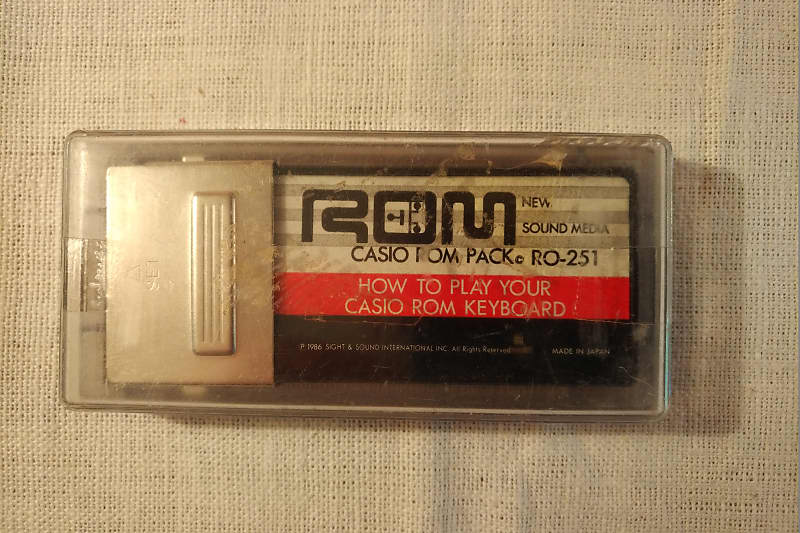 ROM
NEW
SOUND MEDIA
CASIO ROM PACK© RO-251
HOW TO PLAY YOUR
CASIO ROM KEYBOARD
℗ 1986 SIGHT & SOUND INTERNATIONAL INC. All Rights Reserved
MADE IN JAPAN
SET